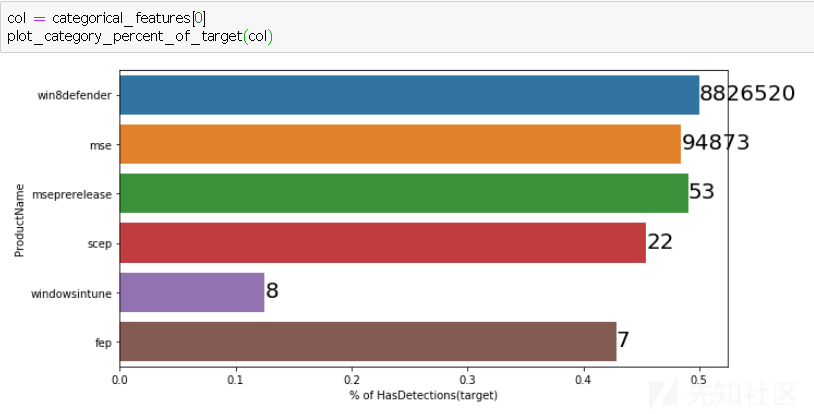 col = categorical_features[0]
plot_category_percent_of_target(col)
win8defender
8826520
mse
94873
mseprerelease
53
scep
22
windowsintune
8
fep
7
ProductName
0.0 0.1 0.2 0.3 0.4 0.5
% of HasDetections(target)
先知社区